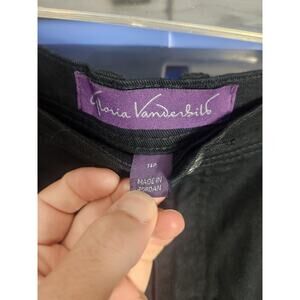 Gloria Vanderbilt
14P
MADE IN
JORDAN